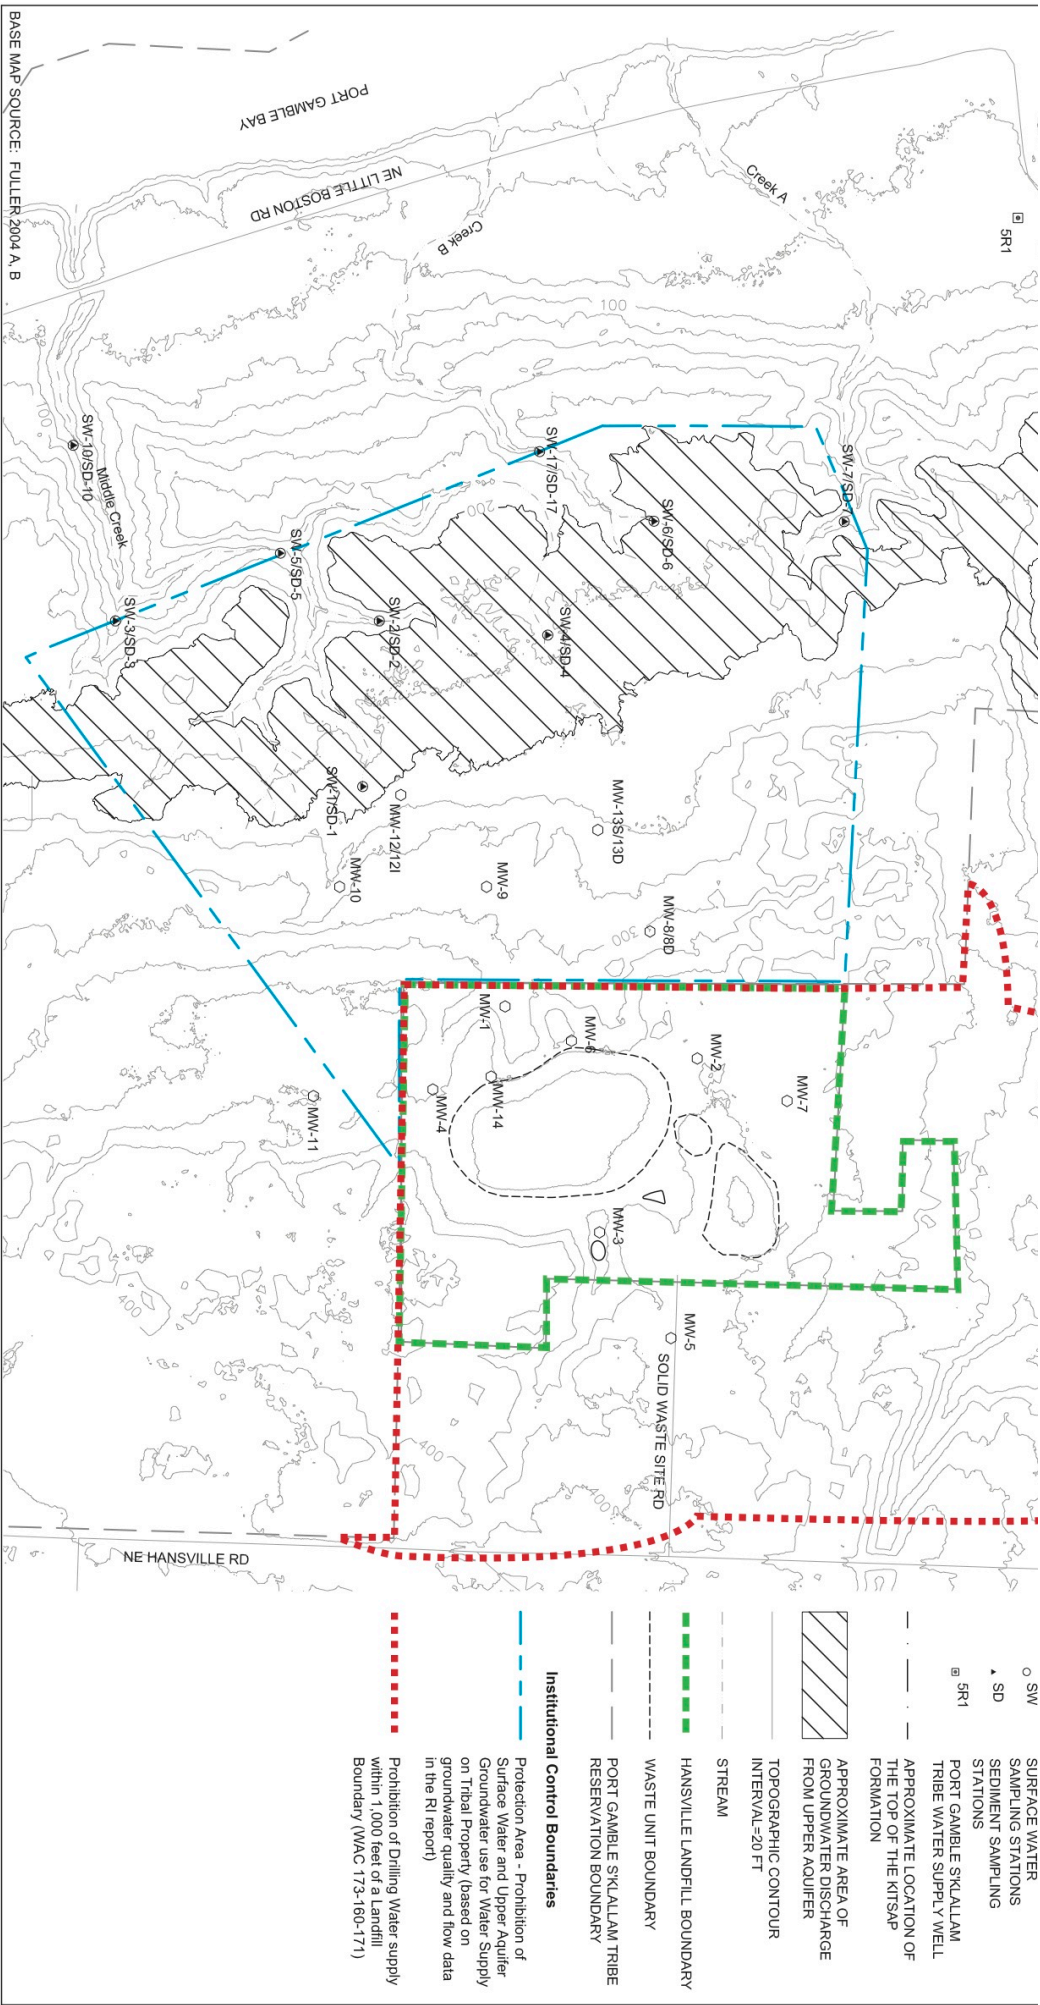 SURFACE WATER
SW SAMPLING STATIONS
SD SEDIMENT SAMPLING
STATIONS
5R1 PORT GAMBLE S'KLALLAM
TRIBE WATER SUPPLY WELL
APPROXIMATE LOCATION OF
THE TOP OF THE KITSAP
FORMATION
APPROXIMATE AREA OF
GROUNDWATER DISCHARGE
FROM UPPER AQUIFER
TOPOGRAPHIC CONTOUR
INTERVAL=20 FT
STREAM
HANSVILLE LANDFILL BOUNDARY
WASTE UNIT BOUNDARY
PORT GAMBLE S'KLALLAM TRIBE
RESERVATION BOUNDARY
Institutional Control Boundaries
Protection Area - Prohibition of
Surface Water and Upper Aquifer
Groundwater use for Water Supply
on Tribal Property (based on
groundwater quality and flow data
in the RI report)
Prohibition of Drilling Water supply
within 1,000 feet of a Landfill
Boundary (WAC 173-160-171)
5R1
Creek A
Creek B
PORT GAMBLE BAY
NE LITTLE BOSTON RD
100
SW-7/SD-7
SW-6/SD-6
SW-17/SD-17
200
SW-4/SD-4
SW-2/SD-2
SW-5/SD-5
SW-3/SD-3
Middle Creek
SW-10/SD-10
100
SW-1/SD-1
MW-12/12I
MW-13S/13D
MW-10
MW-9
MW-8/8D
300
MW-1
MW-6
MW-2
MW-7
MW-14
MW-4
MW-11
MW-3
MW-5
SOLID WASTE SITE RD
400
400
400
NE HANSVILLE RD
BASE MAP SOURCE: FULLER 2004 A, B